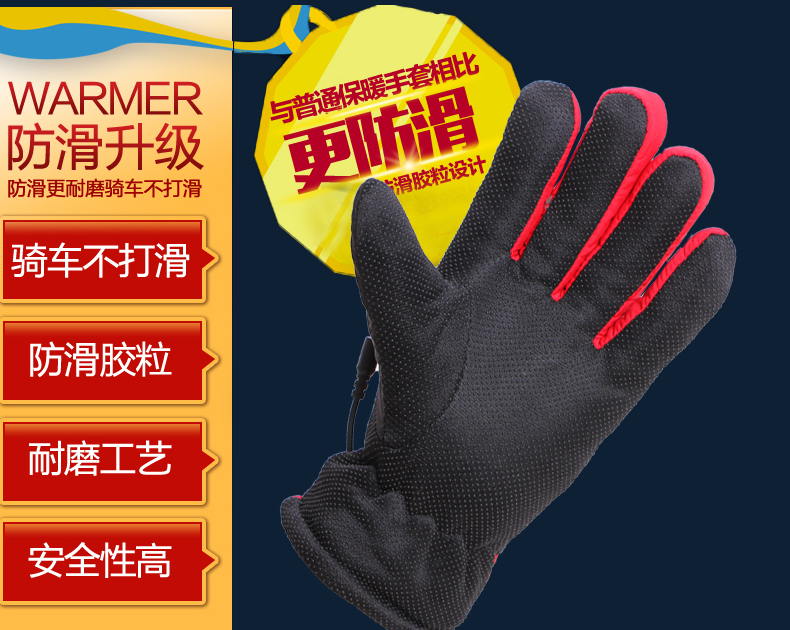 WARMER
防滑升级
防滑更耐磨骑车不打滑
骑车不打滑
防滑胶粒
耐磨工艺
安全性高
与普通保暖手套相比
更防滑
防滑胶粒设计